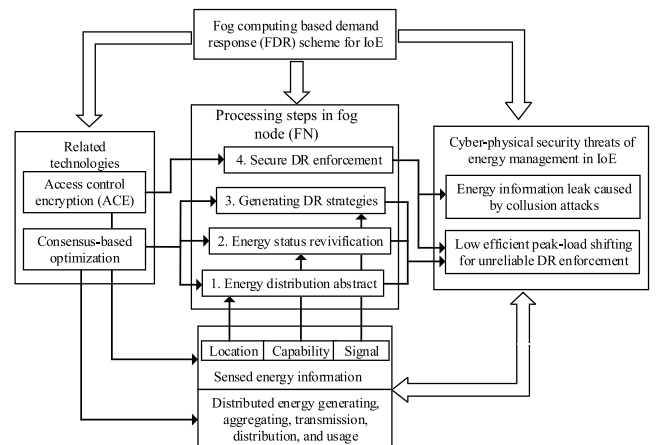 Fog computing based demand
response (FDR) scheme for IoE
Related
technologies
Access control
encryption (ACE)
Consensus-based
optimization
Processing steps in fog
node (FN)
4. Secure DR enforcement
3. Generating DR strategies
2. Energy status revivification
1. Energy distribution abstract
Cyber-physical security threats of
energy management in IoE
Energy information leak caused
by collusion attacks
Low efficient peak-load shifting
for unreliable DR enforcement
Location Capability Signal
Sensed energy information
Distributed energy generating,
aggregating, transmission,
distribution, and usage